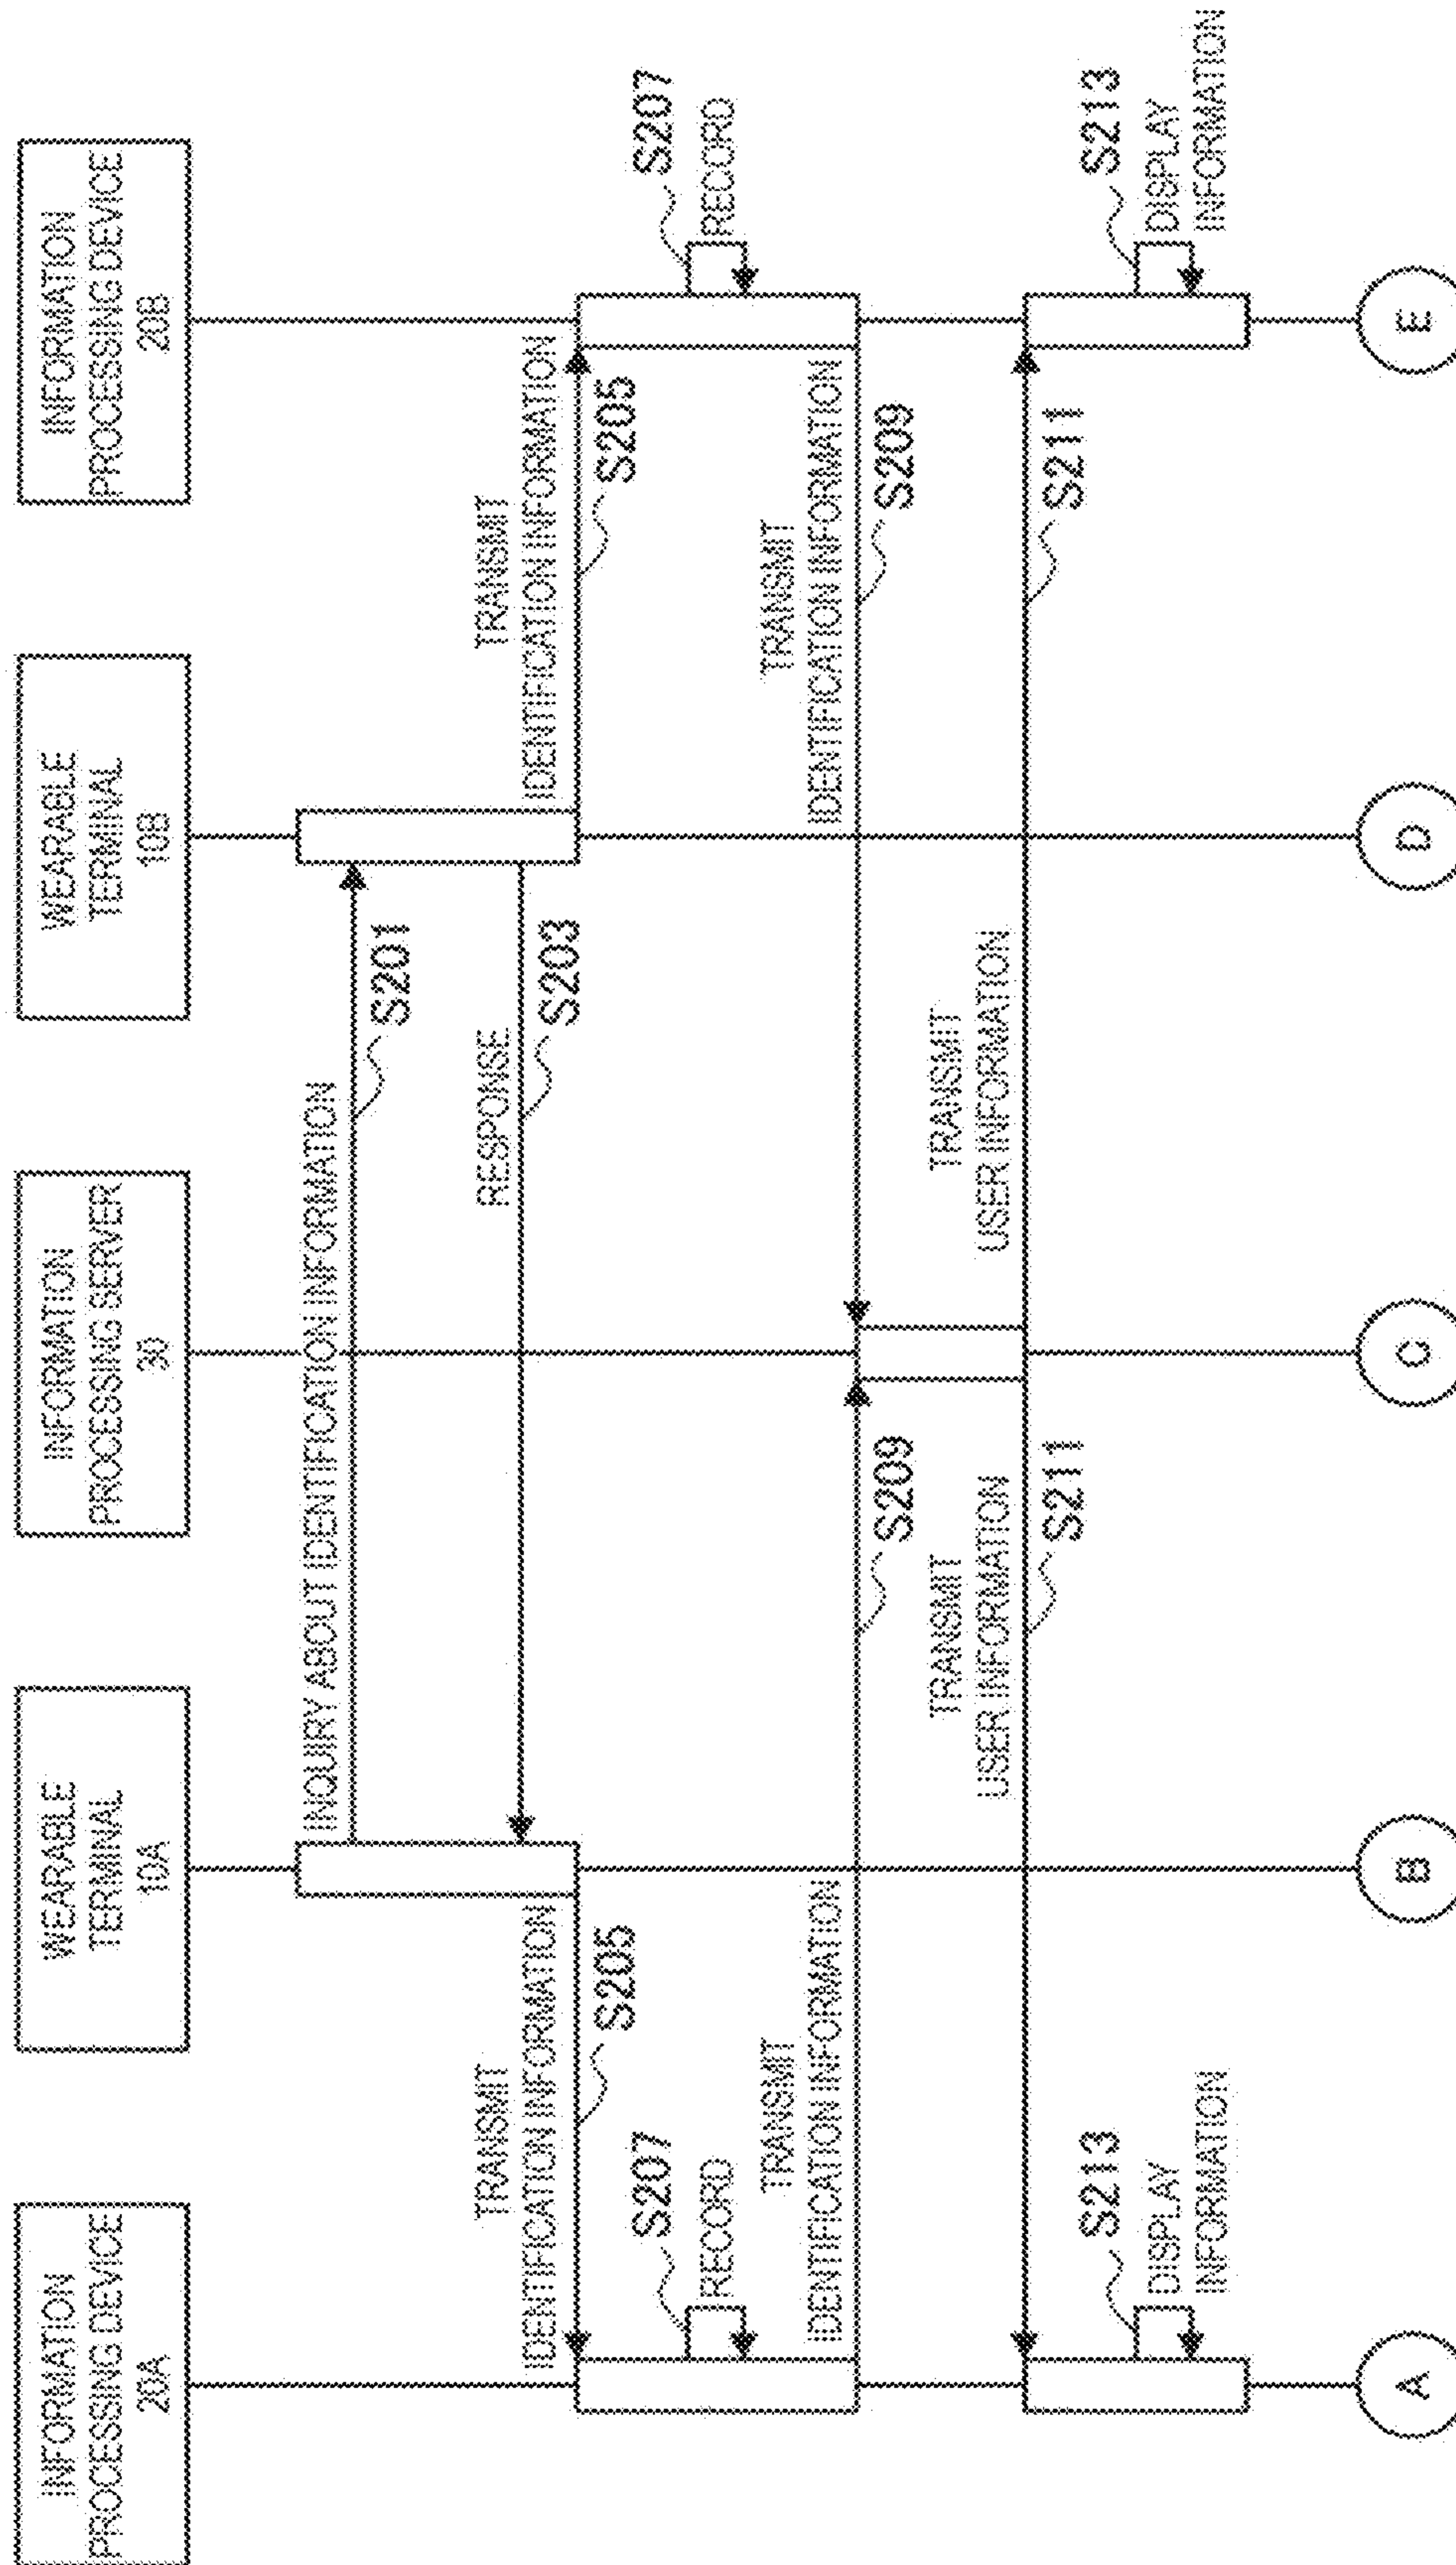 INFORMATION
PROCESSING DEVICE
20A
WEARABLE
TERMINAL
10A
INFORMATION
PROCESSING SERVER
30
WEARABLE
TERMINAL
10B
INFORMATION
PROCESSING DEVICE
20B
INQUIRY ABOUT IDENTIFICATION INFORMATION
S201
RESPONSE
S203
TRANSMIT
IDENTIFICATION INFORMATION
S205
TRANSMIT
IDENTIFICATION INFORMATION
S205
S207
RECORD
S207
RECORD
TRANSMIT
IDENTIFICATION INFORMATION
S209
TRANSMIT
IDENTIFICATION INFORMATION
S209
TRANSMIT
USER INFORMATION
S211
TRANSMIT
USER INFORMATION
S211
S213
DISPLAY
INFORMATION
S213
DISPLAY
INFORMATION
A
B
C
D
E